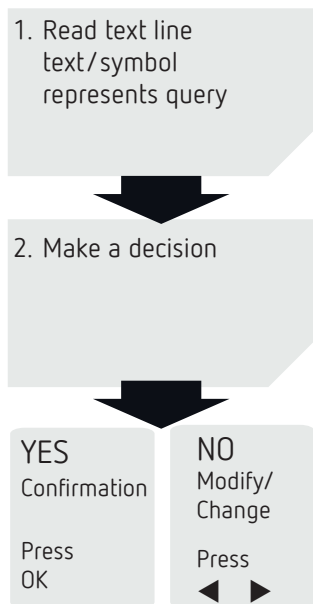 1. Read text line
text/symbol
represents query
2. Make a decision
YES
Confirmation
Press
OK
NO
Modify/
Change
Press
◀ ▶